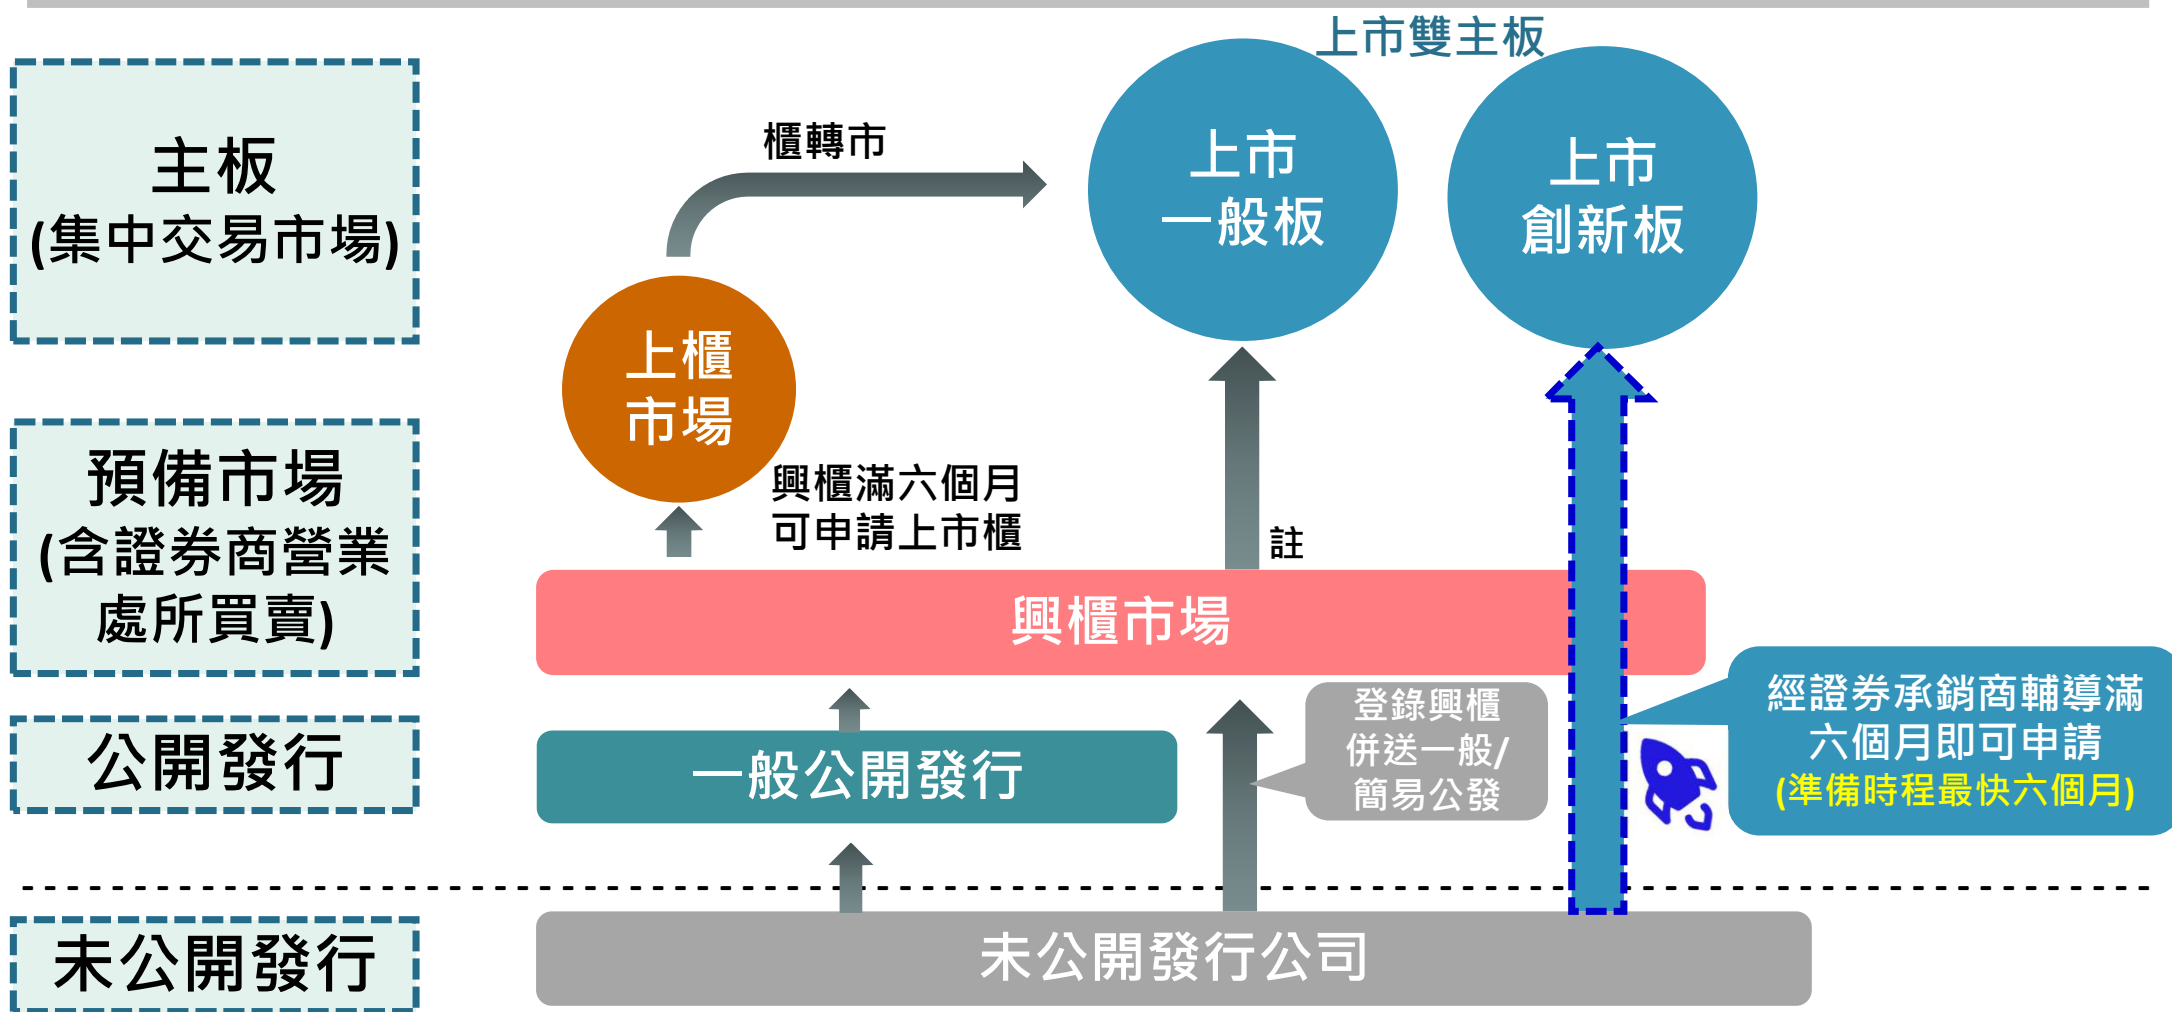 上市雙主板
主板
(集中交易市場)
櫃轉市
上市
一般板
上市
創新板
上櫃
市場
預備市場
(含證券商營業
處所買賣)
興櫃滿六個月
可申請上市櫃
註
興櫃市場
公開發行
一般公開發行
登錄興櫃
併送一般/
簡易公發
經證券承銷商輔導滿
六個月即可申請
(準備時程最快六個月)
未公開發行
未公開發行公司